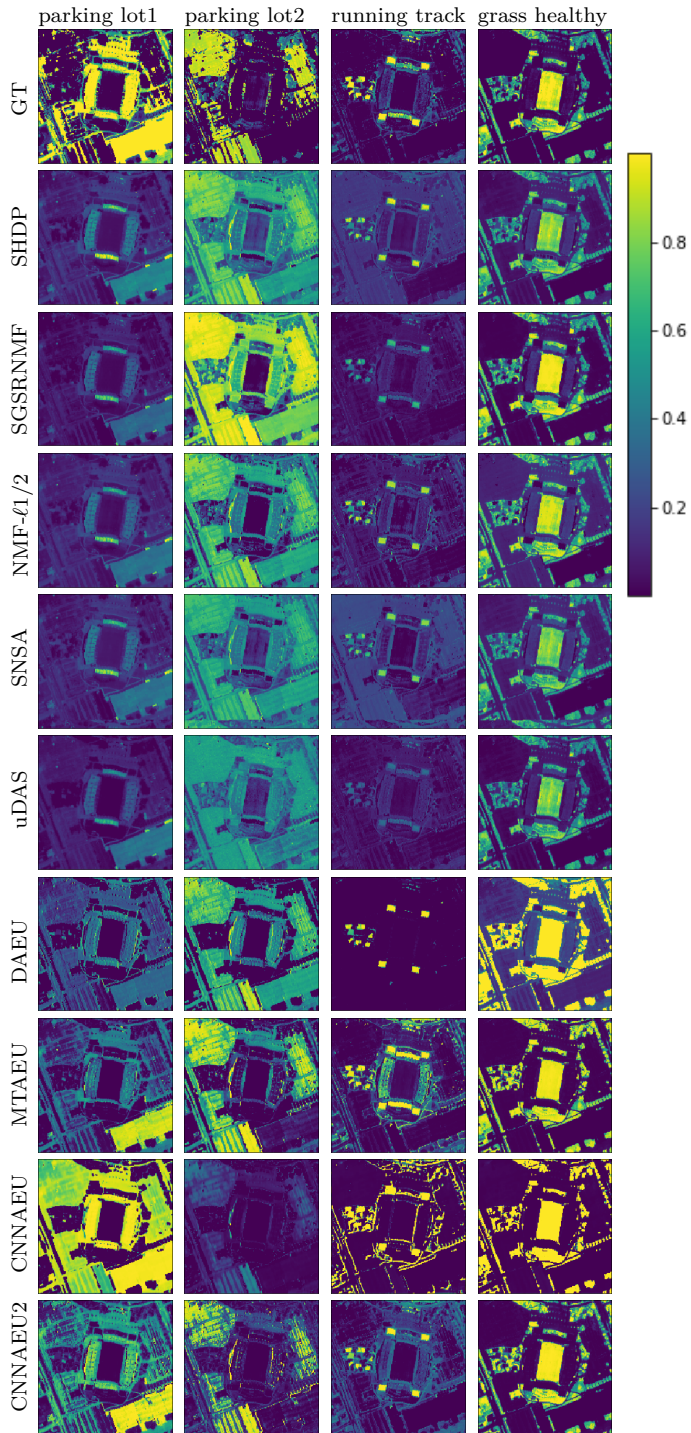 parking lot1 parking lot2 running track grass healthy
GT
SHDP
0.8
SGSRNMF
0.6
0.4
NMF-ℓ1/2
0.2
SNSA
uDAS
DAEU
MTAEU
CNNAEU
CNNAEU2